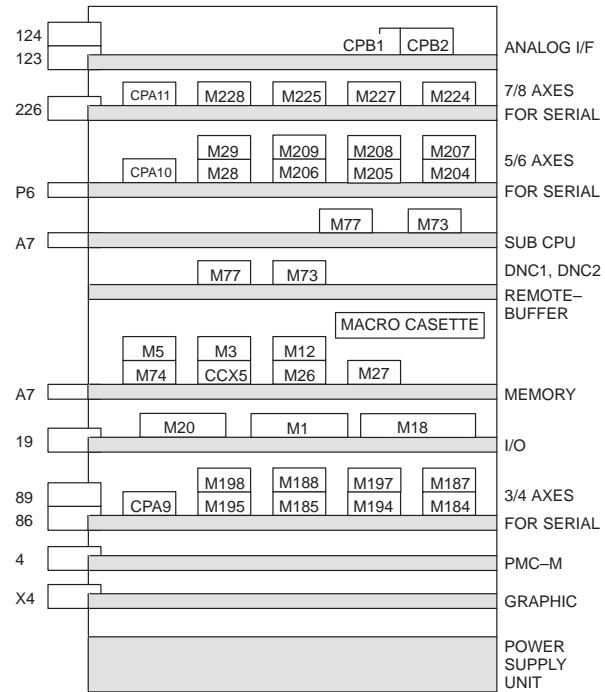 124
CPB1 CPB2
ANALOG I/F
123
CPA11 M228 M225 M227 M224
7/8 AXES
226
FOR SERIAL
M29 M209 M208 M207
5/6 AXES
CPA10 M28 M206 M205 M204
P6
FOR SERIAL
M77 M73
A7
SUB CPU
M77 M73
DNC1, DNC2
REMOTE–
BUFFER
MACRO CASETTE
M5 M3 M12
M74 CCX5 M26 M27
A7
MEMORY
M20 M1 M18
19
I/O
M198 M188 M197 M187
89
3/4 AXES
CPA9 M195 M185 M194 M184
86
FOR SERIAL
4
PMC–M
X4
GRAPHIC
POWER
SUPPLY
UNIT